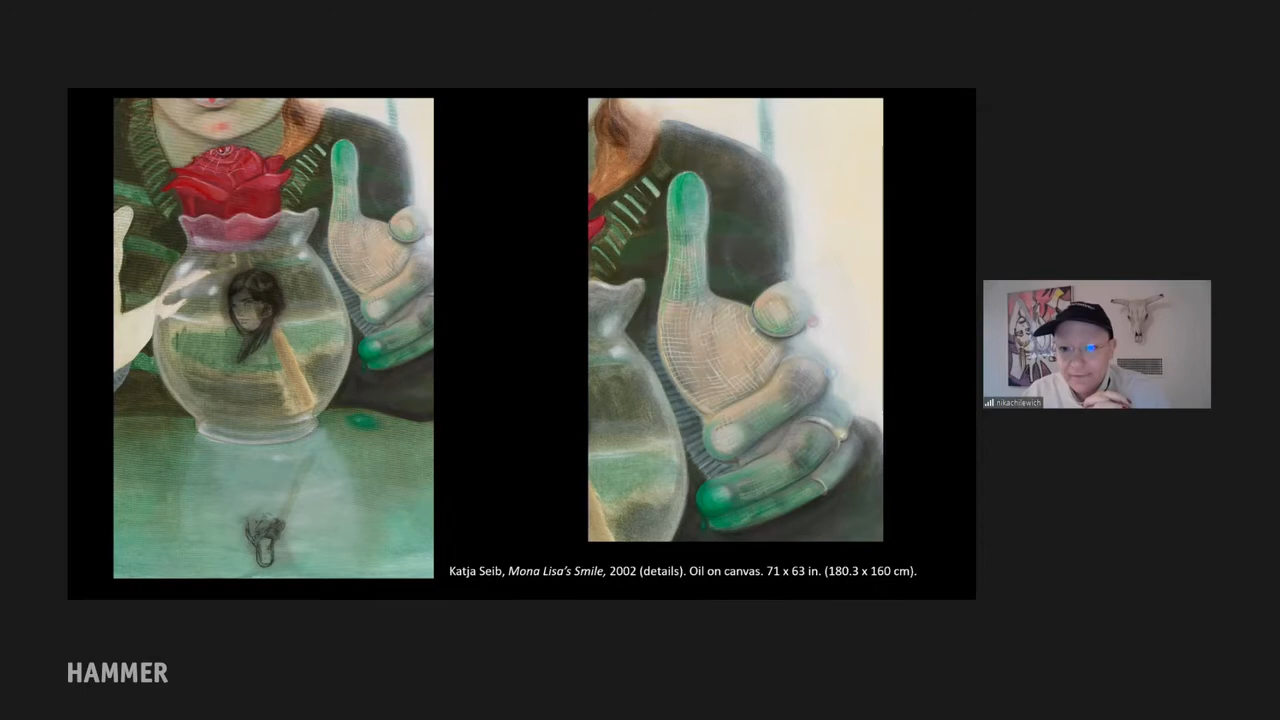 nikachilewich
Katja Seib, Mona Lisa's Smile, 2002 (details). Oil on canvas. 71 x 63 in. (180.3 x 160 cm).
HAMMER